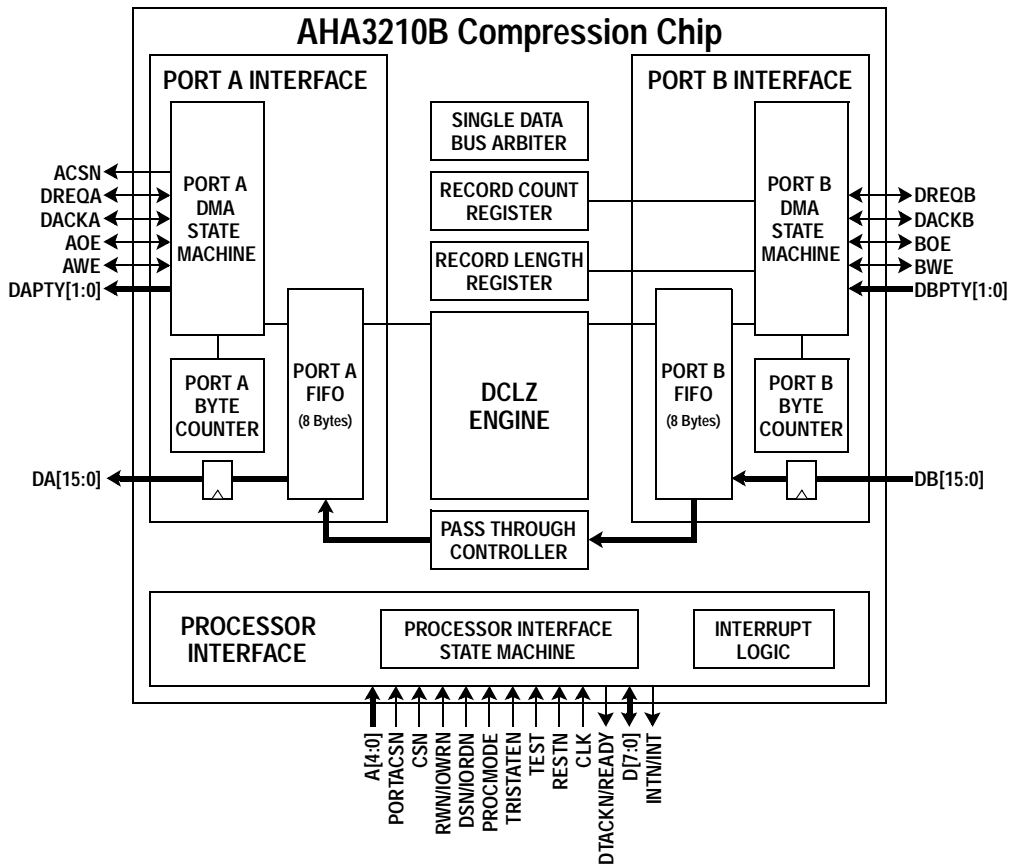 AHA3210B Compression Chip
PORT A INTERFACE
PORT A
DMA
STATE
MACHINE
ACSN
DREQA
DACKA
AOE
AWE
DAPTY[1:0]
PORT A
BYTE
COUNTER
PORT A
FIFO
(8 Bytes)
DA[15:0]
SINGLE DATA
BUS ARBITER
RECORD COUNT
REGISTER
RECORD LENGTH
REGISTER
DCLZ
ENGINE
PASS THROUGH
CONTROLLER
PORT B INTERFACE
PORT B
DMA
STATE
MACHINE
DREQB
DACKB
BOE
BWE
DBPTY[1:0]
PORT B
FIFO
(8 Bytes)
PORT B
BYTE
COUNTER
DB[15:0]
PROCESSOR
INTERFACE
PROCESSOR INTERFACE
STATE MACHINE
INTERRUPT
LOGIC
A[4:0]
PORTACSN
CSN
RWN/IOWRN
DSN/IORDN
PROCMODE
TRISTATEN
TEST
RESTN
CLK
DTACKN/READY
D[7:0]
INTN/INT